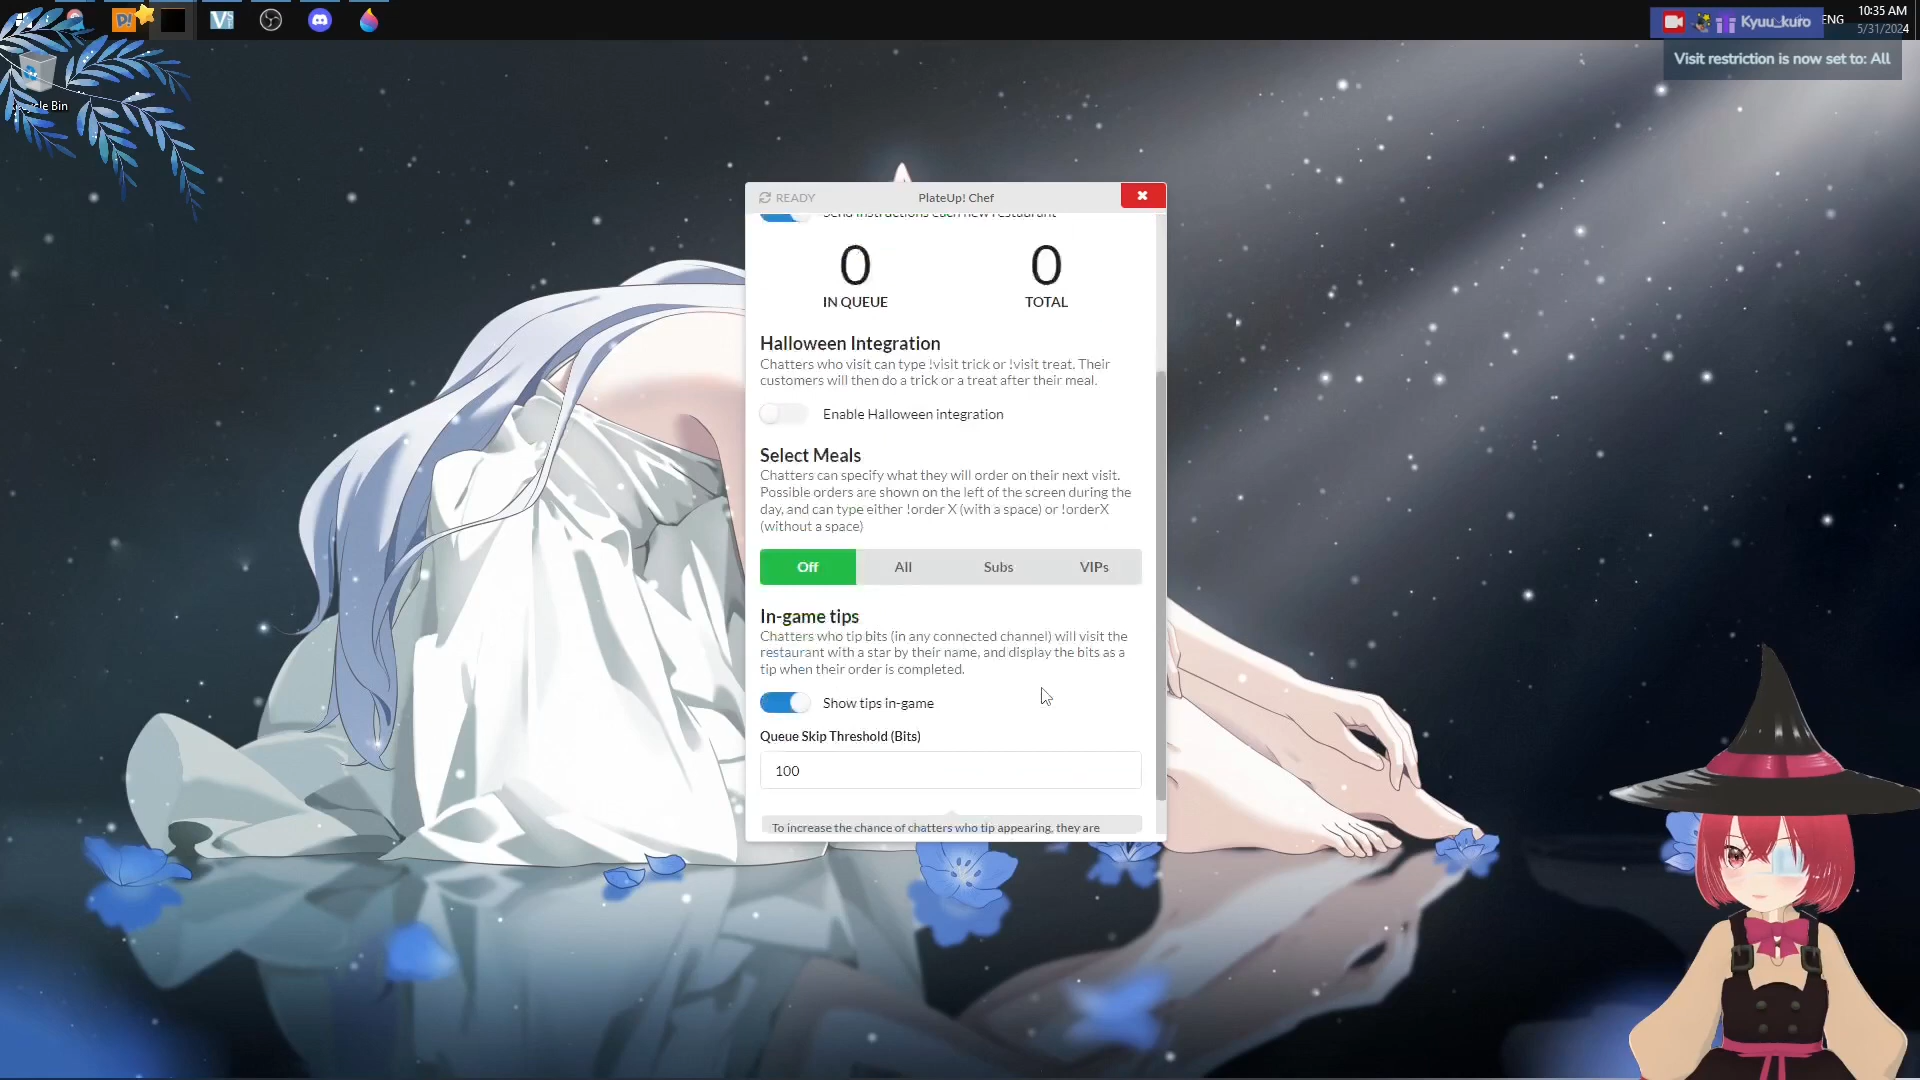 10:35 AM
ENG
5/31/2024
Kyuu_kuro
Visit restriction is now set to: All
Recycle Bin
READY
PlateUp! Chef
Send instructions each new restaurant
0
0
IN QUEUE
TOTAL
Halloween Integration
Chatters who visit can type !visit trick or !visit treat. Their
customers will then do a trick or a treat after their meal.
Enable Halloween integration
Select Meals
Chatters can specify what they will order on their next visit.
Possible orders are shown on the left of the screen during the
day, and can type either !order X (with a space) or !orderX
(without a space)
Off
All
Subs
VIPs
In-game tips
Chatters who tip bits (in any connected channel) will visit the
restaurant with a star by their name, and display the bits as a
tip when their order is completed.
Show tips in-game
Queue Skip Threshold (Bits)
100
To increase the chance of chatters who tip appearing, they are